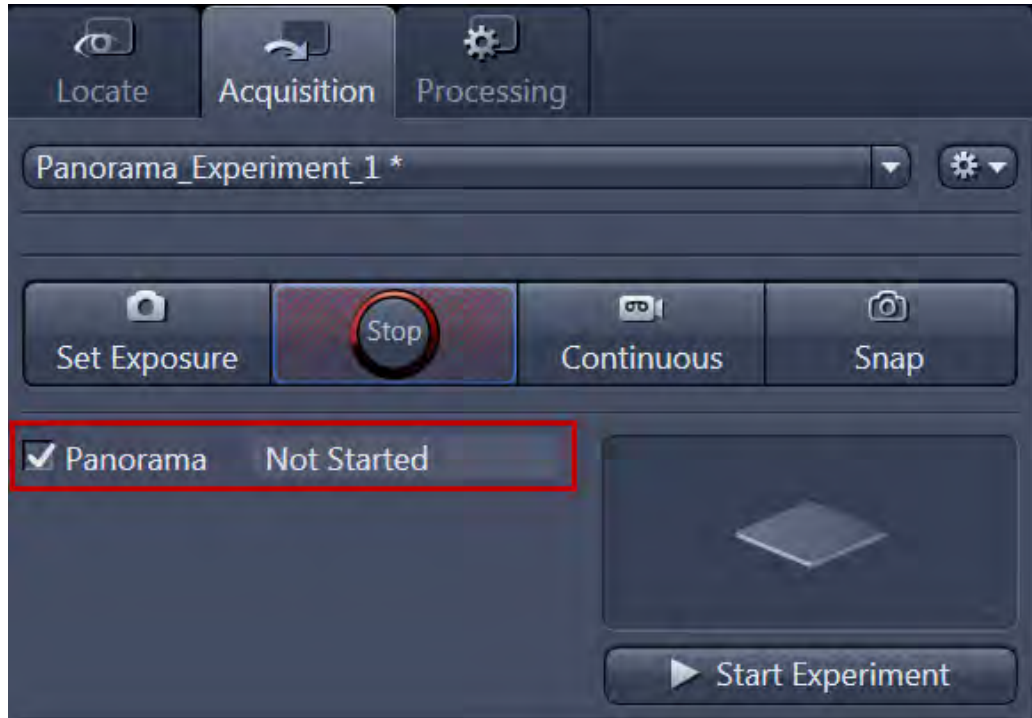 Locate Acquisition Processing
Panorama_Experiment_1 *
Set Exposure Stop Continuous Snap
Panorama Not Started
Start Experiment